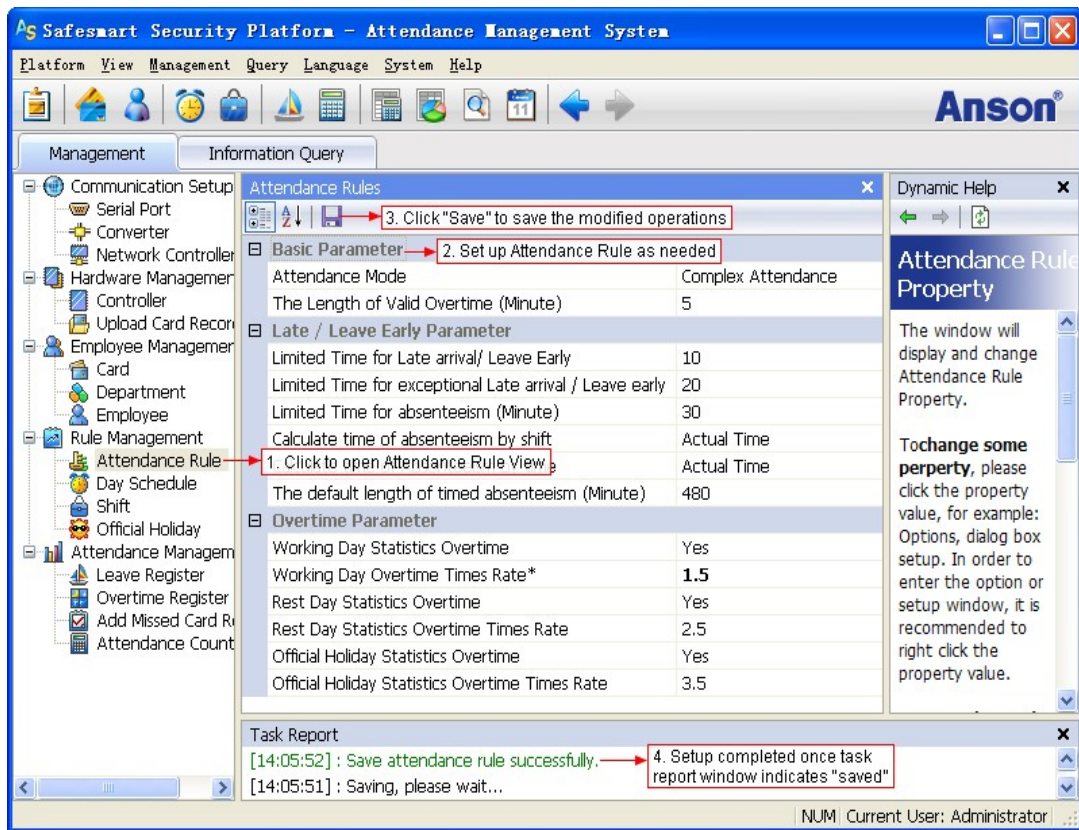 AS Safesmart Security Platform - Attendance Management System
Platform View Management Query Language System Help
11
Anson®
Management
Information Query
Communication Setup
Serial Port
Converter
Network Controller
Hardware Managemer
Controller
Upload Card Recor
Employee Managemer
Card
Department
Employee
Rule Management
Attendance Rule
Day Schedule
Shift
Official Holiday
Attendance Managem
Leave Register
Overtime Register
Add Missed Card R
Attendance Count
Attendance Rules
3. Click "Save" to save the modified operations
Basic Parameter
2. Set up Attendance Rule as needed
Attendance Mode Complex Attendance
The Length of Valid Overtime (Minute) 5
Late / Leave Early Parameter
Limited Time for Late arrival/ Leave Early 10
Limited Time for exceptional Late arrival / Leave early 20
Limited Time for absenteeism (Minute) 30
Calculate time of absenteeism by shift Actual Time
1. Click to open Attendance Rule View
Actual Time
The default length of timed absenteeism (Minute) 480
Overtime Parameter
Working Day Statistics Overtime Yes
Working Day Overtime Times Rate* 1.5
Rest Day Statistics Overtime Yes
Rest Day Statistics Overtime Times Rate 2.5
Official Holiday Statistics Overtime Yes
Official Holiday Statistics Overtime Times Rate 3.5
Dynamic Help
Attendance Rule
Property
The window will
display and change
Attendance Rule
Property.
Tochange some
perperty, please
click the property
value, for example:
Options, dialog box
setup. In order to
enter the option or
setup window, it is
recommended to
right click the
property value.
Task Report
[14:05:52] : Save attendance rule successfully.
4. Setup completed once task
report window indicates "saved"
[14:05:51] : Saving, please wait...
NUM Current User: Administrator